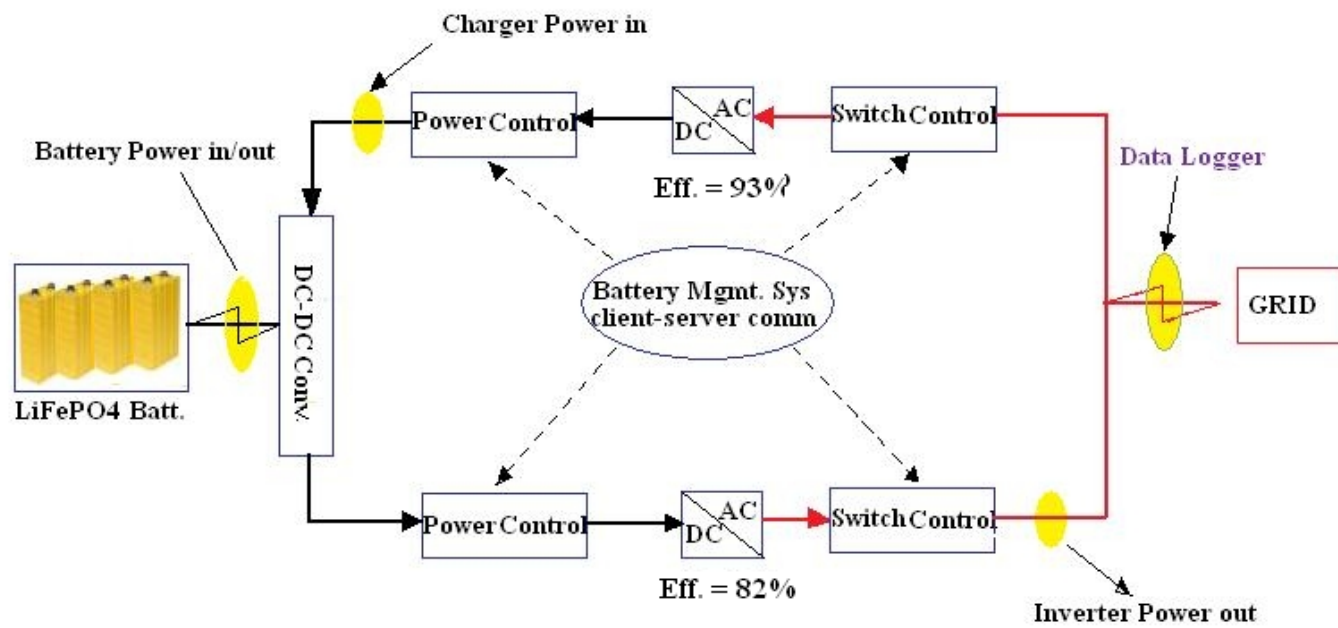 Charger Power in
Power Control
AC
DC
Switch Control
Battery Power in/out
Eff. = 93%
Data Logger
DC-DC Conv.
Battery Mgmt. Sys
client-server comm
GRID
LiFePO4 Batt.
Power Control
AC
DC
Switch Control
Eff. = 82%
Inverter Power out